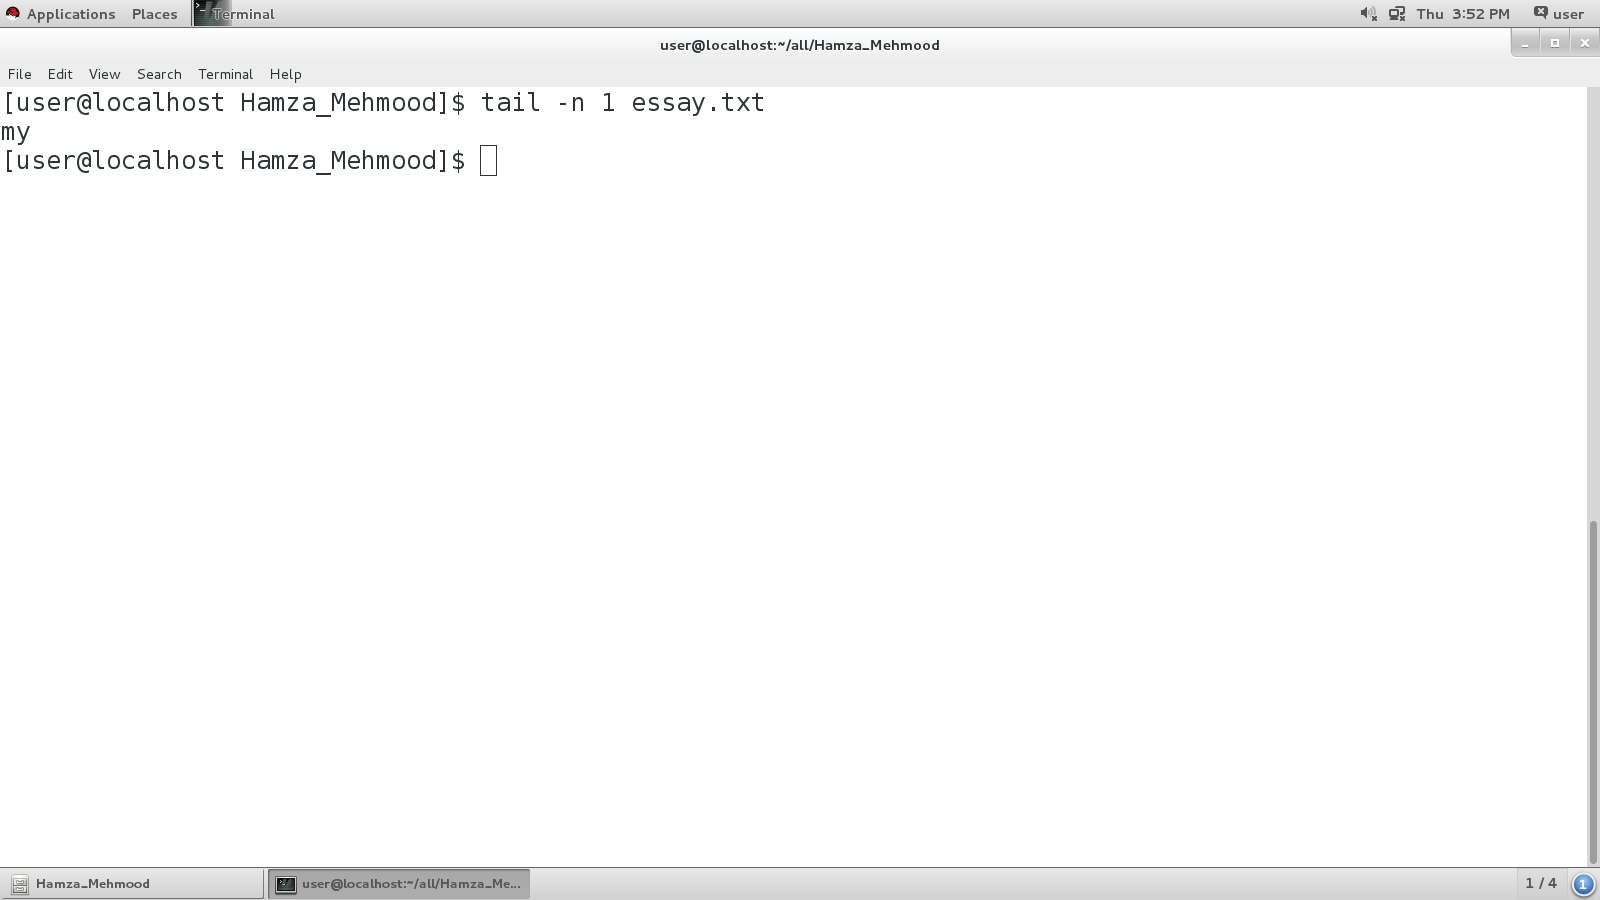 Applications Places Terminal Thu 3:52 PM user
user@localhost:~/all/Hamza_Mehmood
File Edit View Search Terminal Help
[user@localhost Hamza_Mehmood]$ tail -n 1 essay.txt
my
[user@localhost Hamza_Mehmood]$
Hamza_Mehmood user@localhost:~/all/Hamza_Me... 1 / 4 1